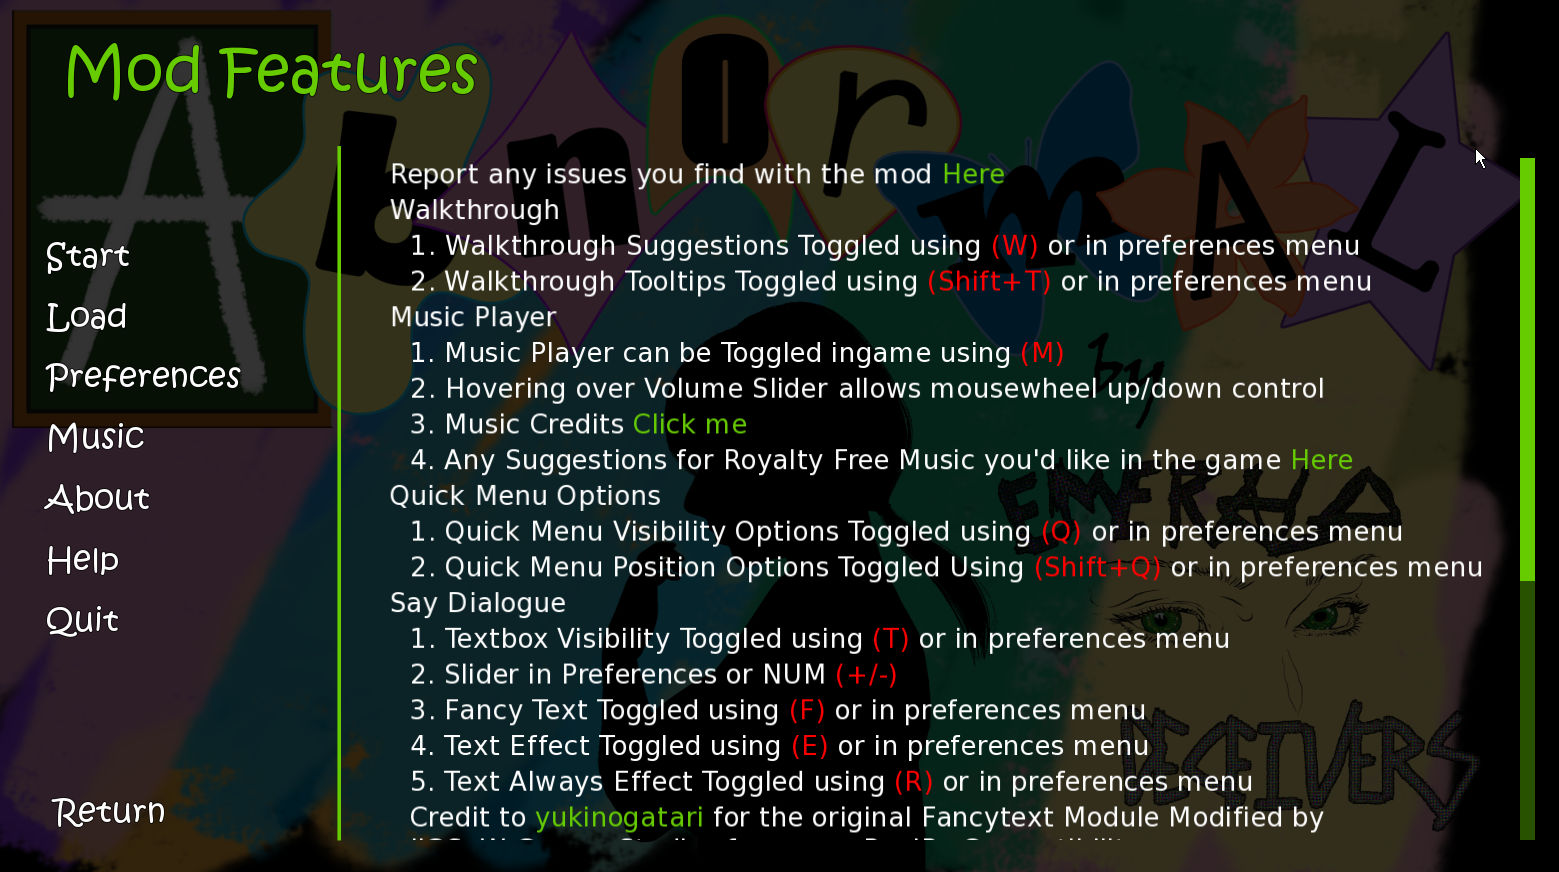 Mod Features
Abnormal
by
EMERALD
DECEIVERS
Start
Load
Preferences
Music
About
Help
Quit
Return
Report any issues you find with the mod Here
Walkthrough
1. Walkthrough Suggestions Toggled using (W) or in preferences menu
2. Walkthrough Tooltips Toggled using (Shift+T) or in preferences menu
Music Player
1. Music Player can be Toggled ingame using (M)
2. Hovering over Volume Slider allows mousewheel up/down control
3. Music Credits Click me
4. Any Suggestions for Royalty Free Music you'd like in the game Here
Quick Menu Options
1. Quick Menu Visibility Options Toggled using (Q) or in preferences menu
2. Quick Menu Position Options Toggled Using (Shift+Q) or in preferences menu
Say Dialogue
1. Textbox Visibility Toggled using (T) or in preferences menu
2. Slider in Preferences or NUM (+/-)
3. Fancy Text Toggled using (F) or in preferences menu
4. Text Effect Toggled using (E) or in preferences menu
5. Text Always Effect Toggled using (R) or in preferences menu
Credit to yukinogatari for the original Fancytext Module Modified by